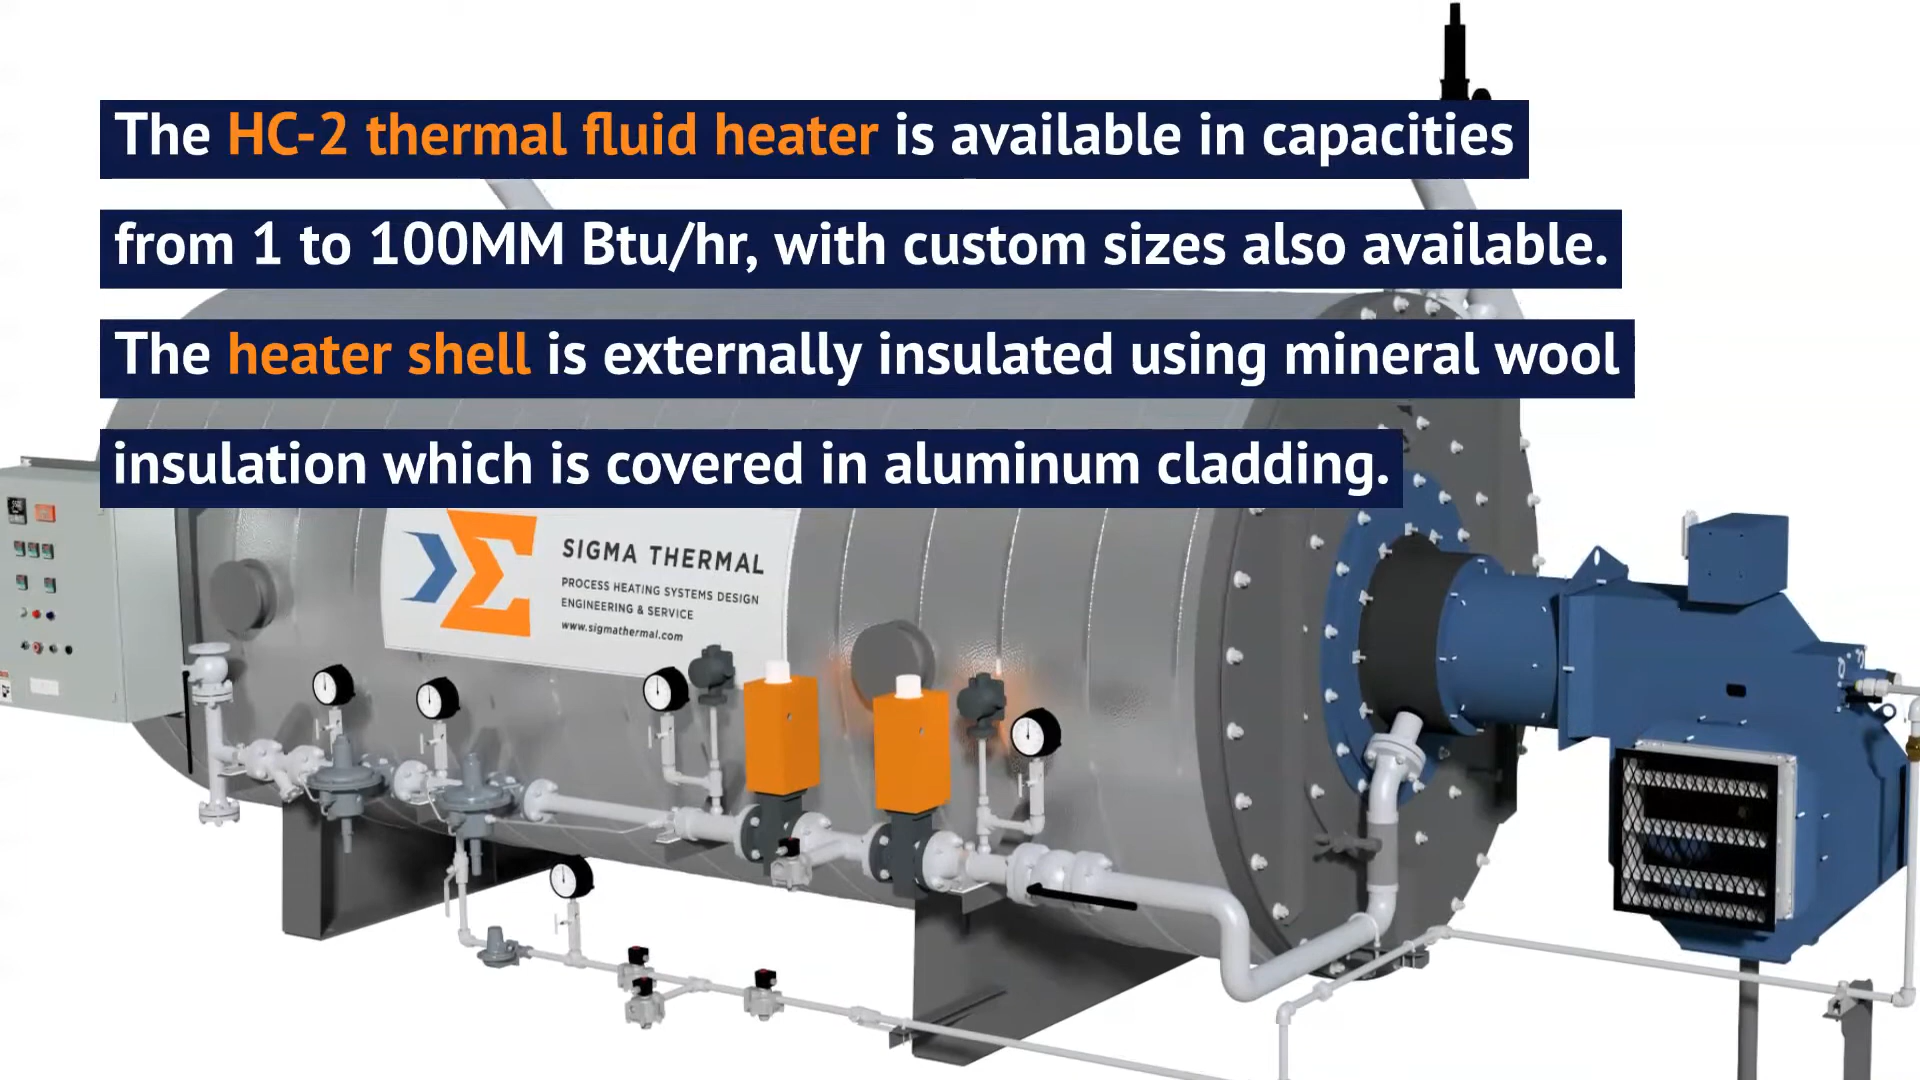 The HC-2 thermal fluid heater is available in capacities
from 1 to 100MM Btu/hr, with custom sizes also available.
The heater shell is externally insulated using mineral wool
insulation which is covered in aluminum cladding.
SIGMA THERMAL
PROCESS HEATING SYSTEMS DESIGN
ENGINEERING & SERVICE
www.sigmathermal.com